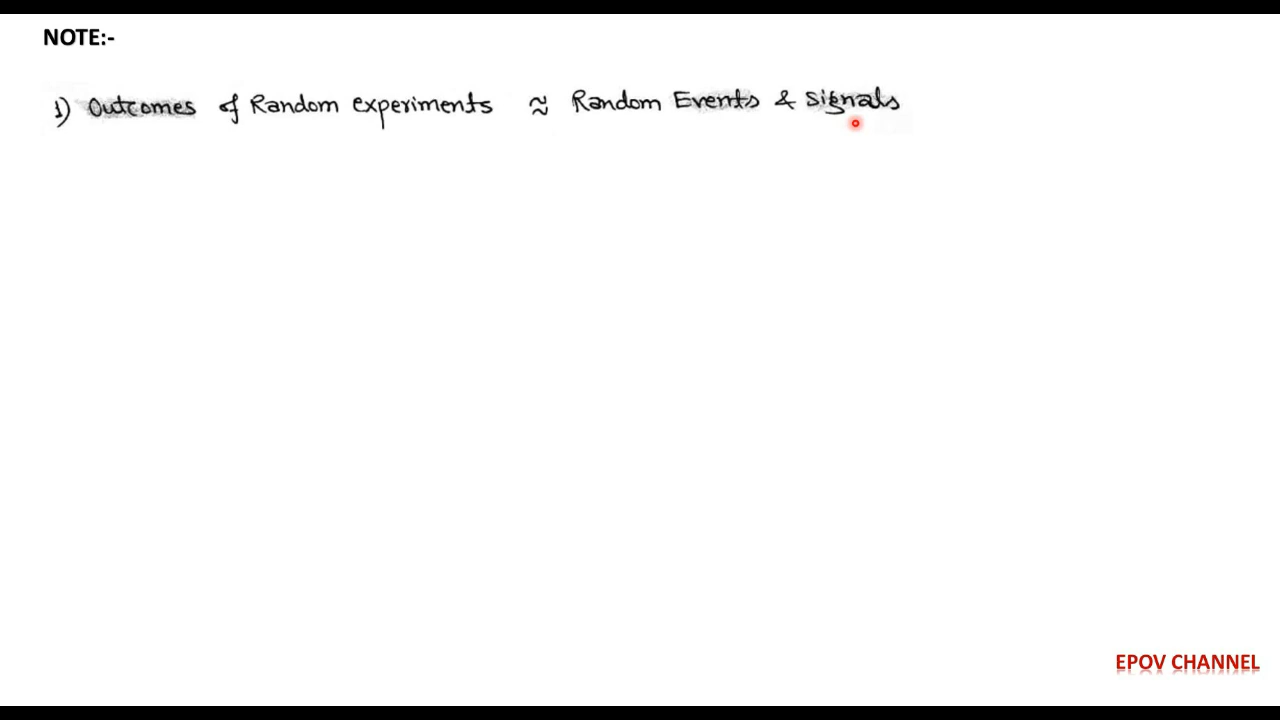 NOTE:-
1) Outcomes of Random experiments ≈ Random Events & Signals
EPOV CHANNEL